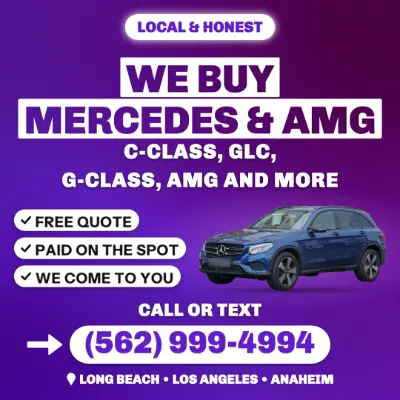 LOCAL & HONEST
WE BUY
MERCEDES & AMG
C-CLASS, GLC,
G-CLASS, AMG AND MORE
FREE QUOTE
PAID ON THE SPOT
WE COME TO YOU
CALL OR TEXT
(562) 999-4994
LONG BEACH • LOS ANGELES • ANAHEIM